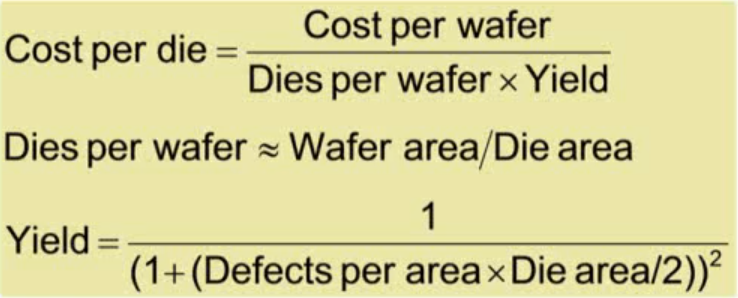 Cost per die = Cost per wafer / Dies per wafer × Yield
Dies per wafer ≈ Wafer area/Die area
Yield = 1 / (1+(Defects per area×Die area/2))²